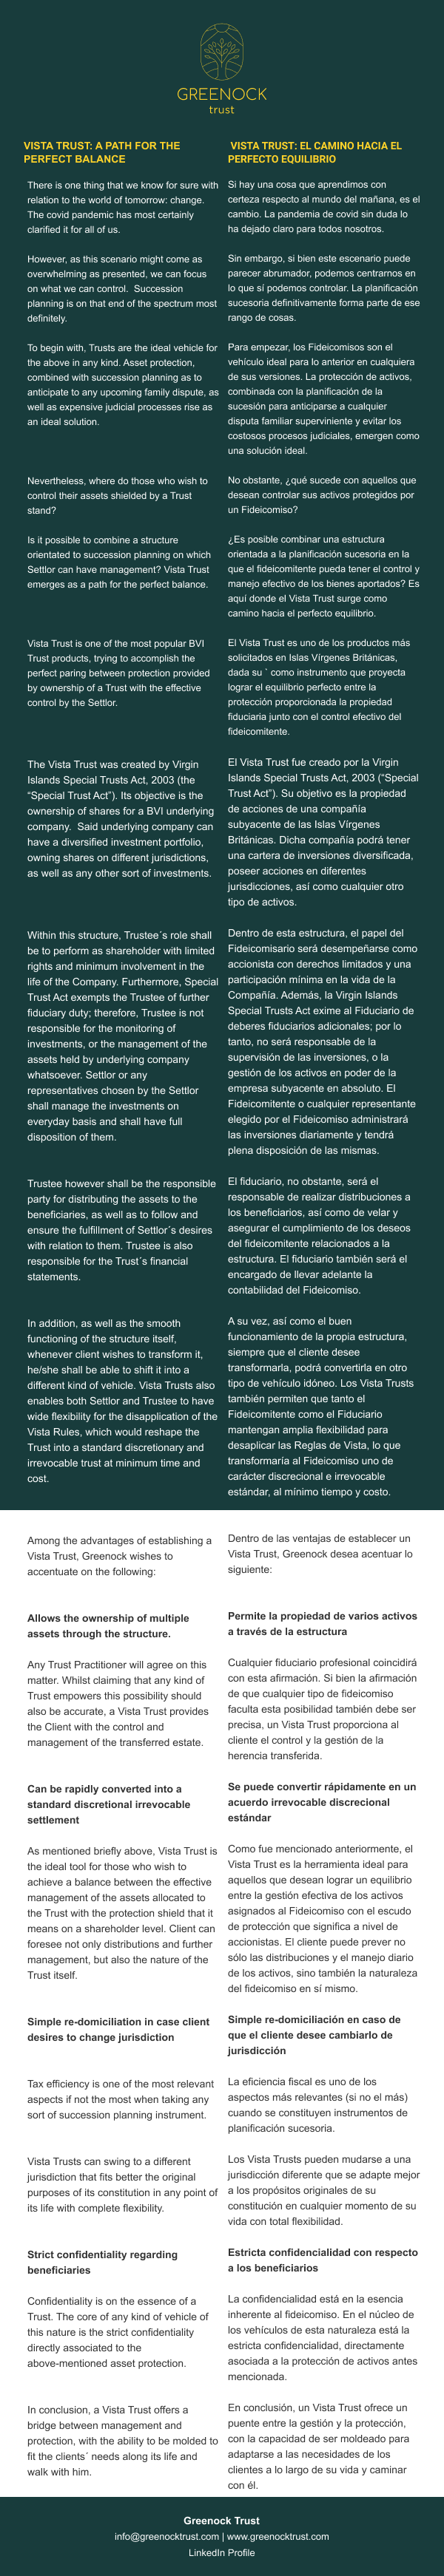 GREENOCK
trust
VISTA TRUST: A PATH FOR THE
PERFECT BALANCE
There is one thing that we know for sure with
relation to the world of tomorrow: change.
The covid pandemic has most certainly
clarified it for all of us.
However, as this scenario might come as
overwhelming as presented, we can focus
on what we can control.  Succession
planning is on that end of the spectrum most
definitely.
To begin with, Trusts are the ideal vehicle for
the above in any kind. Asset protection,
combined with succession planning as to
anticipate to any upcoming family dispute, as
well as expensive judicial processes rise as
an ideal solution.
Nevertheless, where do those who wish to
control their assets shielded by a Trust
stand?
Is it possible to combine a structure
orientated to succession planning on which
Settlor can have management? Vista Trust
emerges as a path for the perfect balance.
Vista Trust is one of the most popular BVI
Trust products, trying to accomplish the
perfect paring between protection provided
by ownership of a Trust with the effective
control by the Settlor.
The Vista Trust was created by Virgin
Islands Special Trusts Act, 2003 (the
“Special Trust Act”). Its objective is the
ownership of shares for a BVI underlying
company.  Said underlying company can
have a diversified investment portfolio,
owning shares on different jurisdictions,
as well as any other sort of investments.
Within this structure, Trustee´s role shall
be to perform as shareholder with limited
rights and minimum involvement in the
life of the Company. Furthermore, Special
Trust Act exempts the Trustee of further
fiduciary duty; therefore, Trustee is not
responsible for the monitoring of
investments, or the management of the
assets held by underlying company
whatsoever. Settlor or any
representatives chosen by the Settlor
shall manage the investments on
everyday basis and shall have full
disposition of them.
Trustee however shall be the responsible
party for distributing the assets to the
beneficiaries, as well as to follow and
ensure the fulfillment of Settlor´s desires
with relation to them. Trustee is also
responsible for the Trust´s financial
statements.
In addition, as well as the smooth
functioning of the structure itself,
whenever client wishes to transform it,
he/she shall be able to shift it into a
different kind of vehicle. Vista Trusts also
enables both Settlor and Trustee to have
wide flexibility for the disapplication of the
Vista Rules, which would reshape the
Trust into a standard discretionary and
irrevocable trust at minimum time and
cost.
VISTA TRUST: EL CAMINO HACIA EL
PERFECTO EQUILIBRIO
Si hay una cosa que aprendimos con
certeza respecto al mundo del mañana, es el
cambio. La pandemia de covid sin duda lo
ha dejado claro para todos nosotros.
Sin embargo, si bien este escenario puede
parecer abrumador, podemos centrarnos en
lo que sí podemos controlar. La planificación
sucesoria definitivamente forma parte de ese
rango de cosas.
Para empezar, los Fideicomisos son el
vehículo ideal para lo anterior en cualquiera
de sus versiones. La protección de activos,
combinada con la planificación de la
sucesión para anticiparse a cualquier
disputa familiar superviniente y evitar los
costosos procesos judiciales, emergen como
una solución ideal.
No obstante, ¿qué sucede con aquellos que
desean controlar sus activos protegidos por
un Fideicomiso?
¿Es posible combinar una estructura
orientada a la planificación sucesoria en la
que el fideicomitente pueda tener el control y
manejo efectivo de los bienes aportados? Es
aquí donde el Vista Trust surge como
camino hacia el perfecto equilibrio.
El Vista Trust es uno de los productos más
solicitados en Islas Vírgenes Británicas,
dada su ` como instrumento que proyecta
lograr el equilibrio perfecto entre la
protección proporcionada la propiedad
fiduciaria junto con el control efectivo del
fideicomitente.
El Vista Trust fue creado por la Virgin
Islands Special Trusts Act, 2003 (“Special
Trust Act”). Su objetivo es la propiedad
de acciones de una compañía
subyacente de las Islas Vírgenes
Británicas. Dicha compañía podrá tener
una cartera de inversiones diversificada,
poseer acciones en diferentes
jurisdicciones, así como cualquier otro
tipo de activos.
Dentro de esta estructura, el papel del
Fideicomisario será desempeñarse como
accionista con derechos limitados y una
participación mínima en la vida de la
Compañía. Además, la Virgin Islands
Special Trusts Act exime al Fiduciario de
deberes fiduciarios adicionales; por lo
tanto, no será responsable de la
supervisión de las inversiones, o la
gestión de los activos en poder de la
empresa subyacente en absoluto. El
Fideicomitente o cualquier representante
elegido por el Fideicomiso administrará
las inversiones diariamente y tendrá
plena disposición de las mismas.
El fiduciario, no obstante, será el
responsable de realizar distribuciones a
los beneficiarios, así como de velar y
asegurar el cumplimiento de los deseos
del fideicomitente relacionados a la
estructura. El fiduciario también será el
encargado de llevar adelante la
contabilidad del Fideicomiso.
A su vez, así como el buen
funcionamiento de la propia estructura,
siempre que el cliente desee
transformarla, podrá convertirla en otro
tipo de vehículo idóneo. Los Vista Trusts
también permiten que tanto el
Fideicomitente como el Fiduciario
mantengan amplia flexibilidad para
desaplicar las Reglas de Vista, lo que
transformaría al Fideicomiso uno de
carácter discrecional e irrevocable
estándar, al mínimo tiempo y costo.
Among the advantages of establishing a
Vista Trust, Greenock wishes to
accentuate on the following:
Allows the ownership of multiple
assets through the structure.
Any Trust Practitioner will agree on this
matter. Whilst claiming that any kind of
Trust empowers this possibility should
also be accurate, a Vista Trust provides
the Client with the control and
management of the transferred estate.
Can be rapidly converted into a
standard discretional irrevocable
settlement
As mentioned briefly above, Vista Trust is
the ideal tool for those who wish to
achieve a balance between the effective
management of the assets allocated to
the Trust with the protection shield that it
means on a shareholder level. Client can
foresee not only distributions and further
management, but also the nature of the
Trust itself.
Simple re-domiciliation in case client
desires to change jurisdiction
Tax efficiency is one of the most relevant
aspects if not the most when taking any
sort of succession planning instrument.
Vista Trusts can swing to a different
jurisdiction that fits better the original
purposes of its constitution in any point of
its life with complete flexibility.
Strict confidentiality regarding
beneficiaries
Confidentiality is on the essence of a
Trust. The core of any kind of vehicle of
this nature is the strict confidentiality
directly associated to the
above-mentioned asset protection.
In conclusion, a Vista Trust offers a
bridge between management and
protection, with the ability to be molded to
fit the clients´ needs along its life and
walk with him.
Dentro de las ventajas de establecer un
Vista Trust, Greenock desea acentuar lo
siguiente:
Permite la propiedad de varios activos
a través de la estructura
Cualquier fiduciario profesional coincidirá
con esta afirmación. Si bien la afirmación
de que cualquier tipo de fideicomiso
faculta esta posibilidad también debe ser
precisa, un Vista Trust proporciona al
cliente el control y la gestión de la
herencia transferida.
Se puede convertir rápidamente en un
acuerdo irrevocable discrecional
estándar
Como fue mencionado anteriormente, el
Vista Trust es la herramienta ideal para
aquellos que desean lograr un equilibrio
entre la gestión efectiva de los activos
asignados al Fideicomiso con el escudo
de protección que significa a nivel de
accionistas. El cliente puede prever no
sólo las distribuciones y el manejo diario
de los activos, sino también la naturaleza
del fideicomiso en sí mismo.
Simple re-domiciliación en caso de
que el cliente desee cambiarlo de
jurisdicción
La eficiencia fiscal es uno de los
aspectos más relevantes (si no el más)
cuando se constituyen instrumentos de
planificación sucesoria.
Los Vista Trusts pueden mudarse a una
jurisdicción diferente que se adapte mejor
a los propósitos originales de su
constitución en cualquier momento de su
vida con total flexibilidad.
Estricta confidencialidad con respecto
a los beneficiarios
La confidencialidad está en la esencia
inherente al fideicomiso. En el núcleo de
los vehículos de esta naturaleza está la
estricta confidencialidad, directamente
asociada a la protección de activos antes
mencionada.
En conclusión, un Vista Trust ofrece un
puente entre la gestión y la protección,
con la capacidad de ser moldeado para
adaptarse a las necesidades de los
clientes a lo largo de su vida y caminar
con él.
Greenock Trust
info@greenocktrust.com | www.greenocktrust.com
LinkedIn Profile